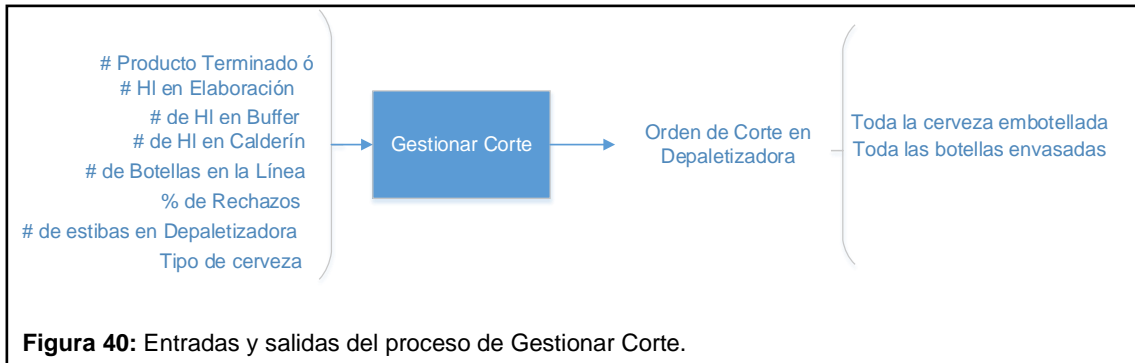 # Producto Terminado ó
# Hl en Elaboración
# de Hl en Buffer
# de Hl en Calderín
# de Botellas en la Línea
% de Rechazos
# de estibas en Depaletizadora
Tipo de cerveza
Gestionar Corte
Orden de Corte en
Depaletizadora
Toda la cerveza embotellada
Toda las botellas envasadas
Figura 40: Entradas y salidas del proceso de Gestionar Corte.